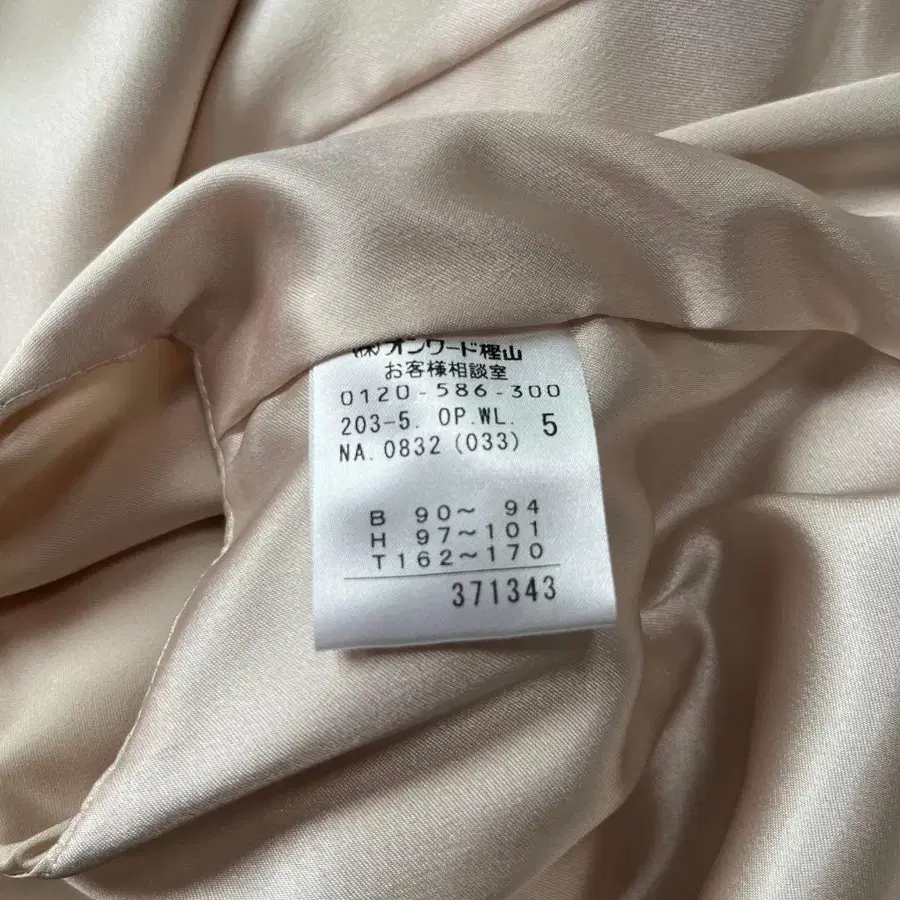 (株)オンワード樫山
お客様相談室
0120-586-300
203-5. OP.WL. 5
NA.0832(033)
B 90～ 94
H 97～101
T162～170
371343